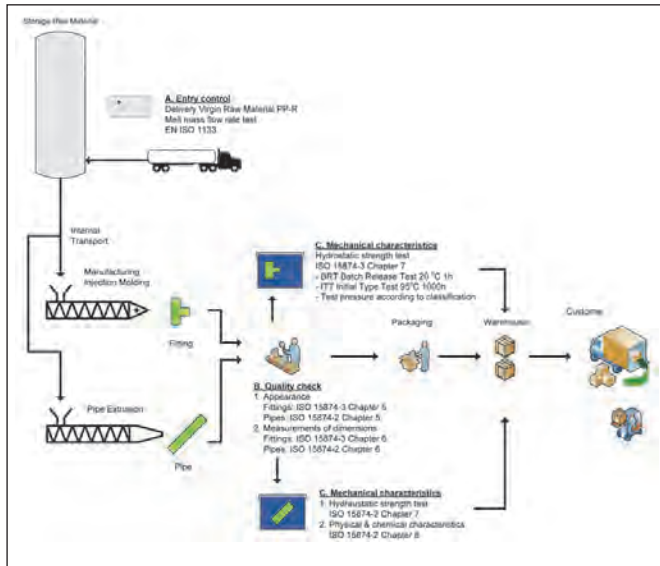 Storage Raw Material
A. Entry control
Delivery Virgin Raw Material PP-R
Melt mass flow rate test
EN ISO 1133
Internal
Transport
Manufacturing
Injection Molding
Fitting
Pipe Extrusion
Pipe
C. Mechanical characteristics
Hydrostatic strength test
ISO 15874-3 Chapter 7
- BRT Batch Release Test 20 °C 1h
- ITT Initial Type Test 95°C 1000h
- Test pressure according to classification
B. Quality check
1. Appearance
Fittings: ISO 15874-3 Chapter 5
Pipes: ISO 15874-2 Chapter 5
2. Measurements of dimensions
Fittings: ISO 15874-3 Chapter 6
Pipes: ISO 15874-2 Chapter 6
C. Mechanical characteristics
1. Hydraustatic strength test
ISO 15874-2 Chapter 7
2. Physical & chemical characteristics
ISO 15874-2 Chapter 8
Packaging
Warehouse
Customer